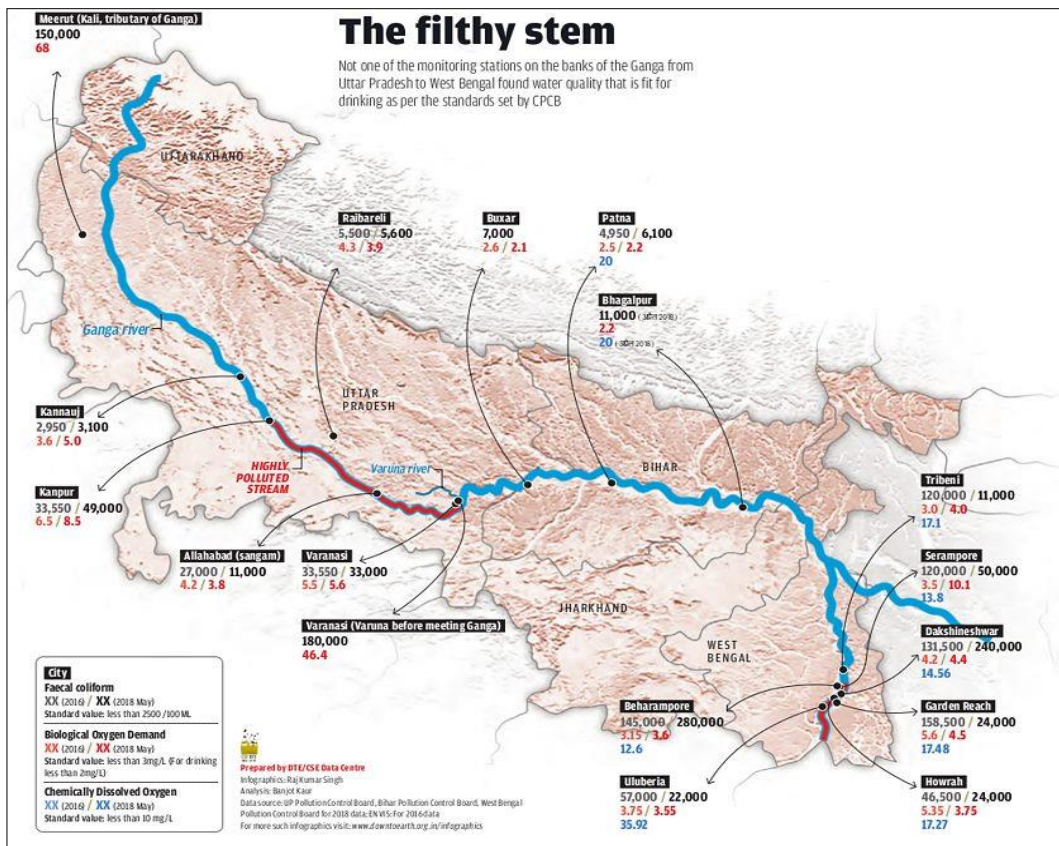 Meerut (Kali, tributary of Ganga)
150,000
68
The filthy stem
Not one of the monitoring stations on the banks of the Ganga from
Uttar Pradesh to West Bengal found water quality that is fit for
drinking as per the standards set by CPCB
UTTARAKHAND
Raibareli
5,500 / 5,600
4.3 / 3.9
Buxar
7,000
2.6 / 2.1
Patna
4,950 / 6,100
2.5 / 2.2
20
Bhagalpur
11,000 (अप्रैल 2018)
2.2
20 (अप्रैल 2018)
Ganga river
UTTAR
PRADESH
Kannauj
2,950 / 3,100
3.6 / 5.0
HIGHLY
POLLUTED
STREAM
Varuna river
BIHAR
Kanpur
33,550 / 49,000
6.5 / 8.5
Allahabad (sangam)
27,000 / 11,000
4.2 / 3.8
Varanasi
33,550 / 33,000
5.5 / 5.6
Varanasi (Varuna before meeting Ganga)
180,000
46.4
Tribeni
120,000 / 11,000
3.0 / 4.0
17.1
Serampore
120,000 / 50,000
3.5 / 10.1
13.8
JHARKHAND
WEST
BENGAL
Dakshineshwar
131,500 / 240,000
4.2 / 4.4
14.56
Beharampore
145,000 / 280,000
3.15 / 3.6
12.6
Garden Reach
158,500 / 24,000
5.6 / 4.5
17.48
Uluberia
57,000 / 22,000
3.75 / 3.55
35.92
Howrah
46,500 / 24,000
5.35 / 3.75
17.27
City
Faecal coliform
XX (2016) / XX (2018 May)
Standard value: less than 2500 /100 ML
Biological Oxygen Demand
XX (2016) / XX (2018 May)
Standard value: less than 3mg/L (For drinking
less than 2mg/L)
Chemically Dissolved Oxygen
XX (2016) / XX (2018 May)
Standard value: less than 10 mg/L
Prepared by DTE/CSE Data Centre
Infographics: Raj Kumar Singh
Analysis: Banjot Kaur
Data source: UP Pollution Control Board, Bihar Pollution Control Board, West Bengal
Pollution Control Board for 2018 data; ENVIS: For 2016 data
For more such infographics visit: www.downtoearth.org.in/infographics